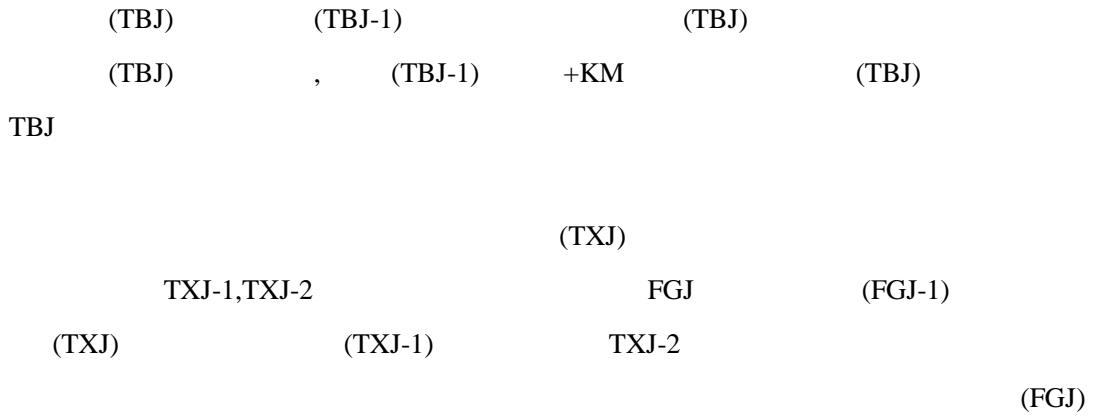 (TBJ) (TBJ-1) (TBJ)
(TBJ) , (TBJ-1) +KM (TBJ)
TBJ
(TXJ)
TXJ-1,TXJ-2 FGJ (FGJ-1)
(TXJ) (TXJ-1) TXJ-2
(FGJ)